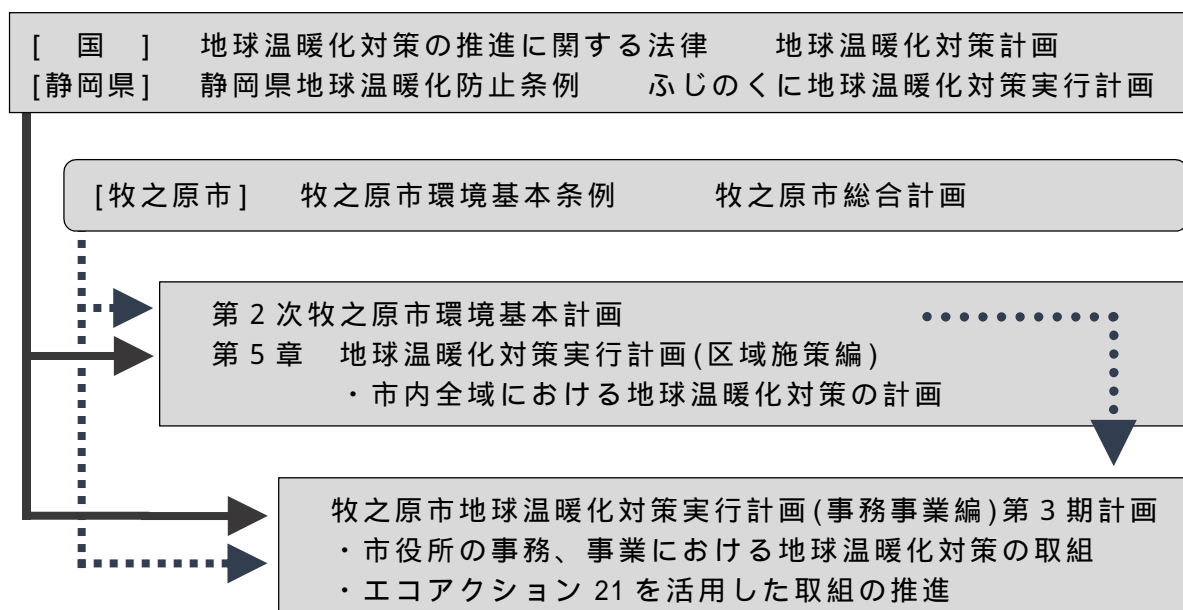 [　国　]　地球温暖化対策の推進に関する法律　　地球温暖化対策計画
[静岡県]　静岡県地球温暖化防止条例　　ふじのくに地球温暖化対策実行計画
[牧之原市]　牧之原市環境基本条例　　牧之原市総合計画
第２次牧之原市環境基本計画
第５章　地球温暖化対策実行計画(区域施策編)
・市内全域における地球温暖化対策の計画
牧之原市地球温暖化対策実行計画(事務事業編)第３期計画
・市役所の事務、事業における地球温暖化対策の取組
・エコアクション 21 を活用した取組の推進